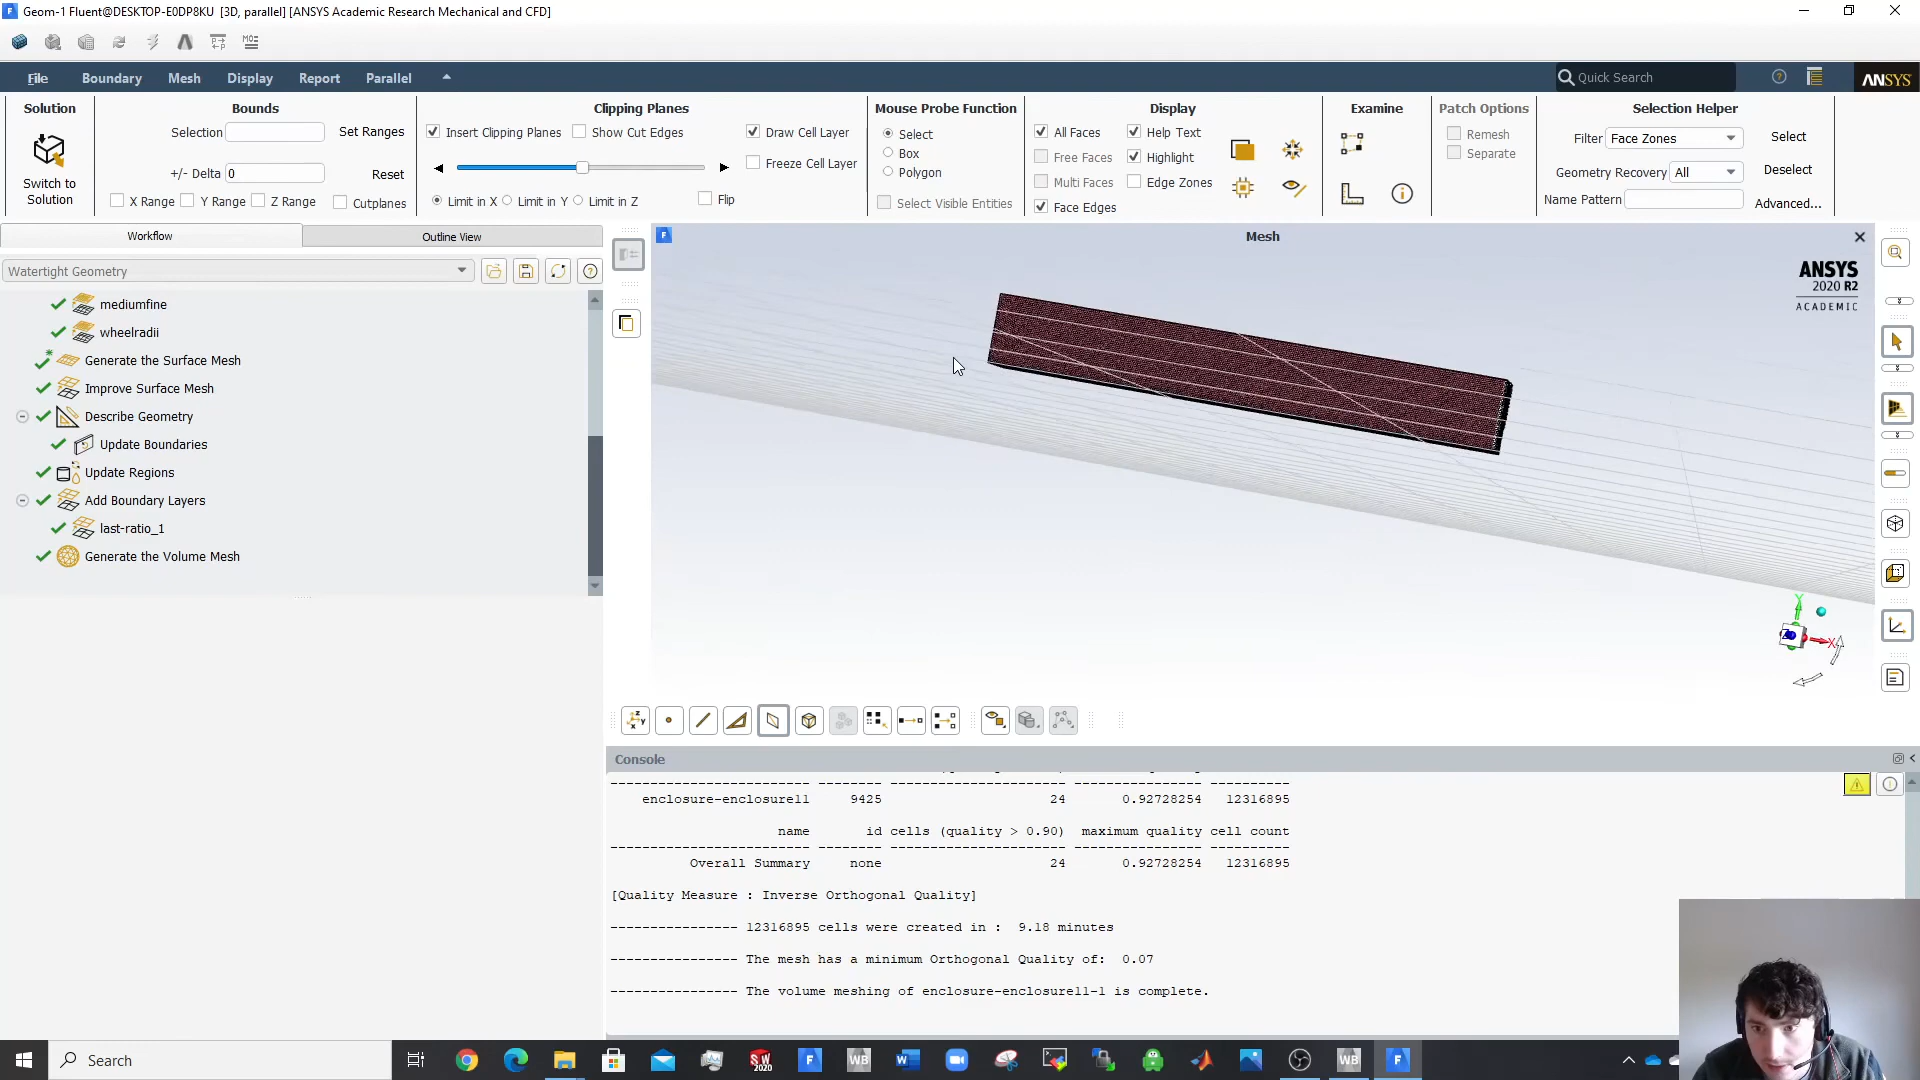 Geom-1 Fluent@DESKTOP-E0DP8KU [3D, parallel] [ANSYS Academic Research Mechanical and CFD]
File Boundary Mesh Display Report Parallel Quick Search ANSYS
Solution Bounds Clipping Planes Mouse Probe Function Display Examine Patch Options Selection Helper
Switch to Solution
Selection Set Ranges
+/- Delta 0 Reset
X Range Y Range Z Range Cutplanes
Insert Clipping Planes Show Cut Edges Draw Cell Layer
Freeze Cell Layer
Limit in X Limit in Y Limit in Z Flip
Select
Box
Polygon
Select Visible Entities
All Faces Help Text
Free Faces Highlight
Multi Faces Edge Zones
Face Edges
Remesh
Separate
Filter Face Zones Select
Geometry Recovery All Deselect
Name Pattern Advanced...
Workflow Outline View
Watertight Geometry
mediumfine
wheelradii
Generate the Surface Mesh
Improve Surface Mesh
Describe Geometry
Update Boundaries
Update Regions
Add Boundary Layers
last-ratio_1
Generate the Volume Mesh
Mesh
ANSYS
2020 R2
ACADEMIC
Y
X
Z
Console
enclosure-enclosure11 9425 24 0.92728254 12316895
name id cells (quality > 0.90) maximum quality cell count
Overall Summary none 24 0.92728254 12316895
[Quality Measure : Inverse Orthogonal Quality]
---------------- 12316895 cells were created in : 9.18 minutes
---------------- The mesh has a minimum Orthogonal Quality of: 0.07
---------------- The volume meshing of enclosure-enclosure11-1 is complete.
Search